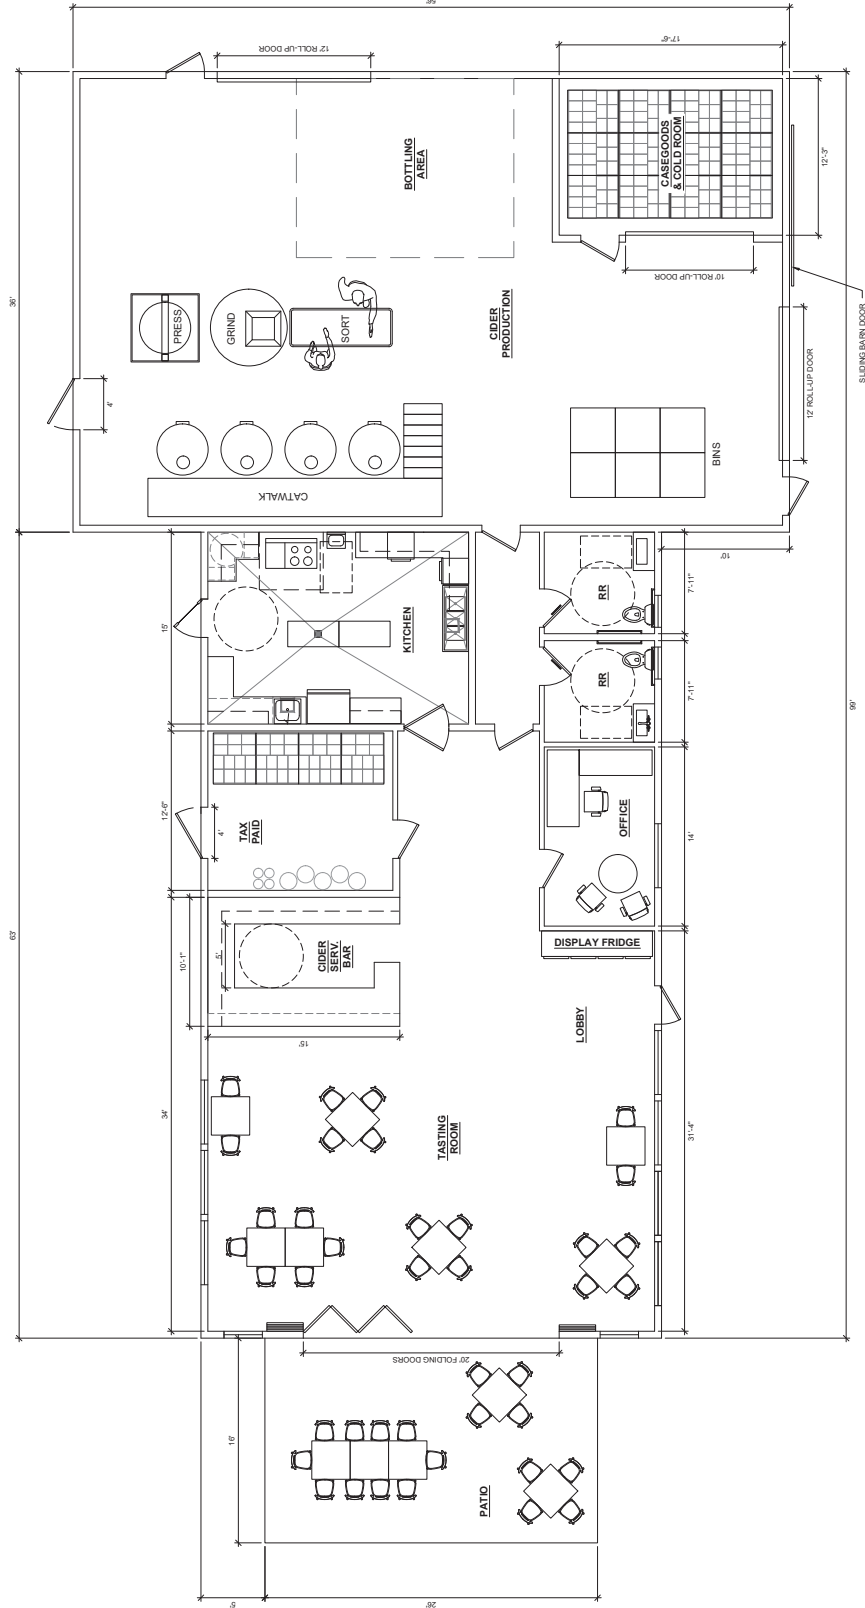 56'
12' ROLL-UP DOOR
17'-6"
BOTTLING
AREA
CASEGOODS
& COLD ROOM
12'-3"
36'
PRESS
GRIND
SORT
CIDER
PRODUCTION
10' ROLL-UP DOOR
SLIDING BARN DOOR
12' ROLL-UP DOOR
4'
CATWALK
BINS
10'
15'
KITCHEN
RR
7'-11"
RR
7'-11"
99'
12'-6"
4'
TAX
PAID
OFFICE
14'
63'
10'-1"
5'
CIDER
SERV.
BAR
DISPLAY FRIDGE
15'
LOBBY
34'
TASTING
ROOM
31'-4"
20' FOLDING DOORS
16'
PATIO
5'
26'